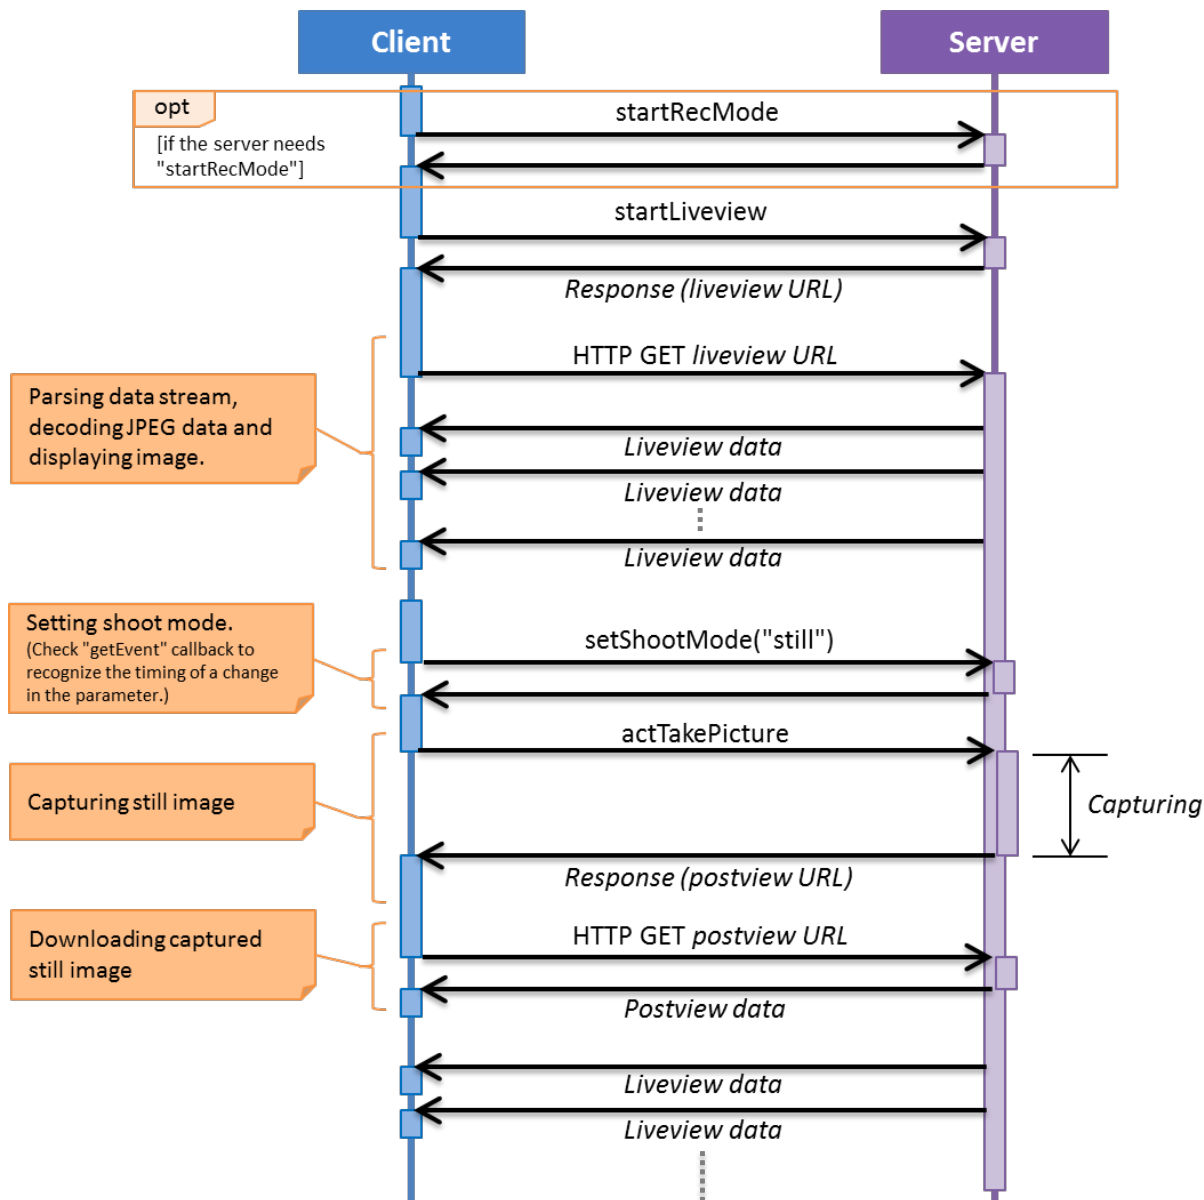 Client
Server
opt
[if the server needs
"startRecMode"]
startRecMode
startLiveview
Response (liveview URL)
HTTP GET liveview URL
Parsing data stream,
decoding JPEG data and
displaying image.
Liveview data
Liveview data
Liveview data
Setting shoot mode.
(Check "getEvent" callback to
recognize the timing of a change
in the parameter.)
setShootMode("still")
actTakePicture
Capturing still image
Capturing
Response (postview URL)
Downloading captured
still image
HTTP GET postview URL
Postview data
Liveview data
Liveview data